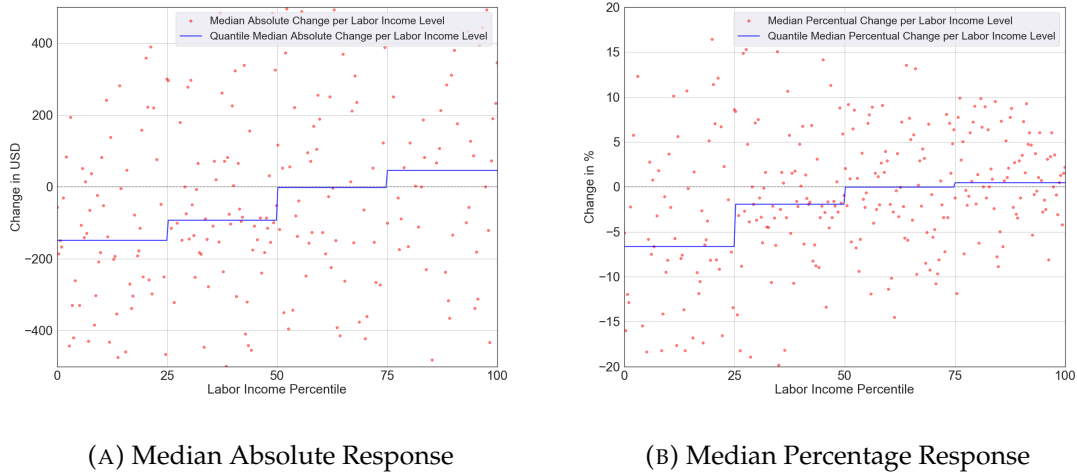 Median Absolute Change per Labor Income Level
Quantile Median Absolute Change per Labor Income Level
Change in USD
400
200
0
−200
−400
0 25 50 75 100
Labor Income Percentile
(A) Median Absolute Response
Median Percentual Change per Labor Income Level
Quantile Median Percentual Change per Labor Income Level
Change in %
20
15
10
5
0
−5
−10
−15
−20
0 25 50 75 100
Labor Income Percentile
(B) Median Percentage Response